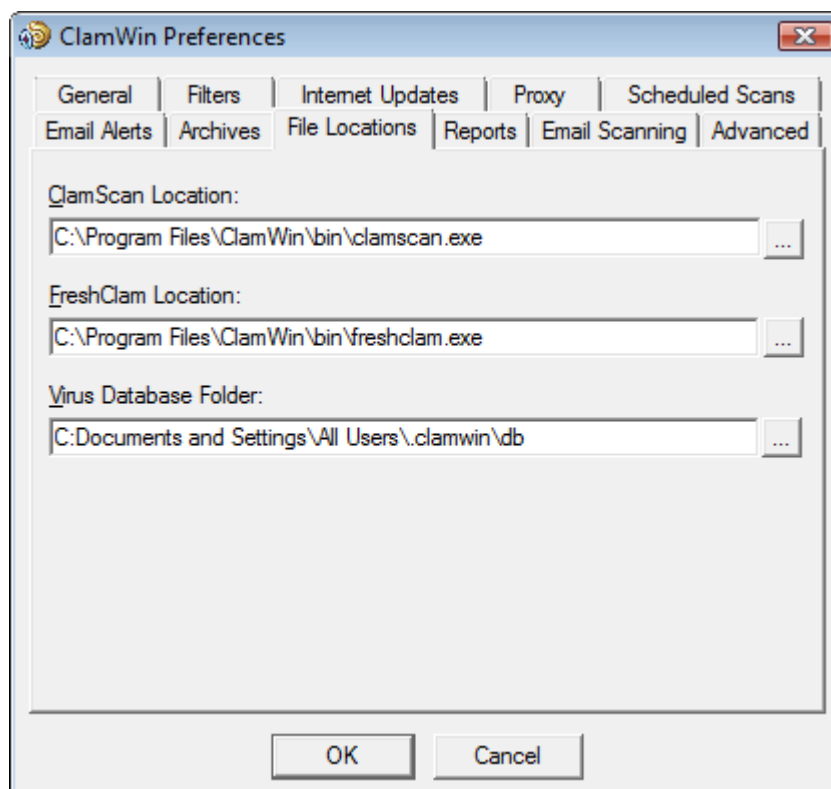 ClamWin Preferences
General Filters Internet Updates Proxy Scheduled Scans
Email Alerts Archives File Locations Reports Email Scanning Advanced
ClamScan Location:
C:\Program Files\ClamWin\bin\clamscan.exe
...
FreshClam Location:
C:\Program Files\ClamWin\bin\freshclam.exe
...
Virus Database Folder:
C:Documents and Settings\All Users\.clamwin\db
...
OK Cancel